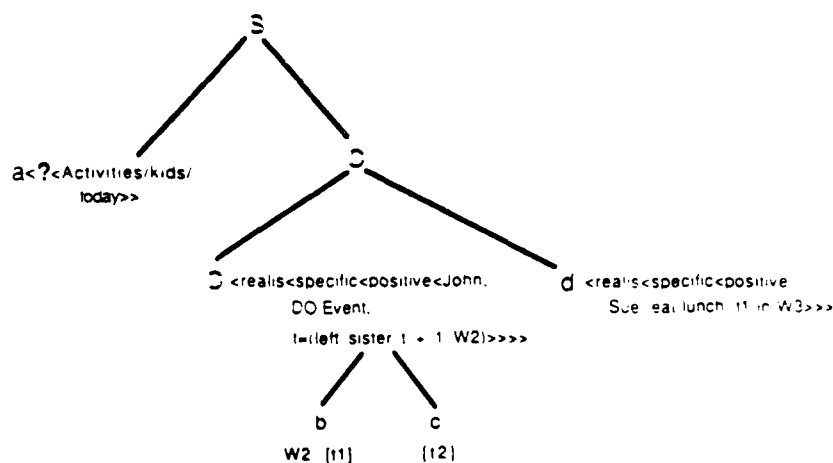 S
a<?<Activities/kids/
today>>
C
C <realis<specific<positive<John,
DO Event,
t=(left sister t + 1 W2)>>>>
d <realis<specific<positive
Sue eat lunch t1 in W3>>>
b
c
W2 [t1]
{t2}